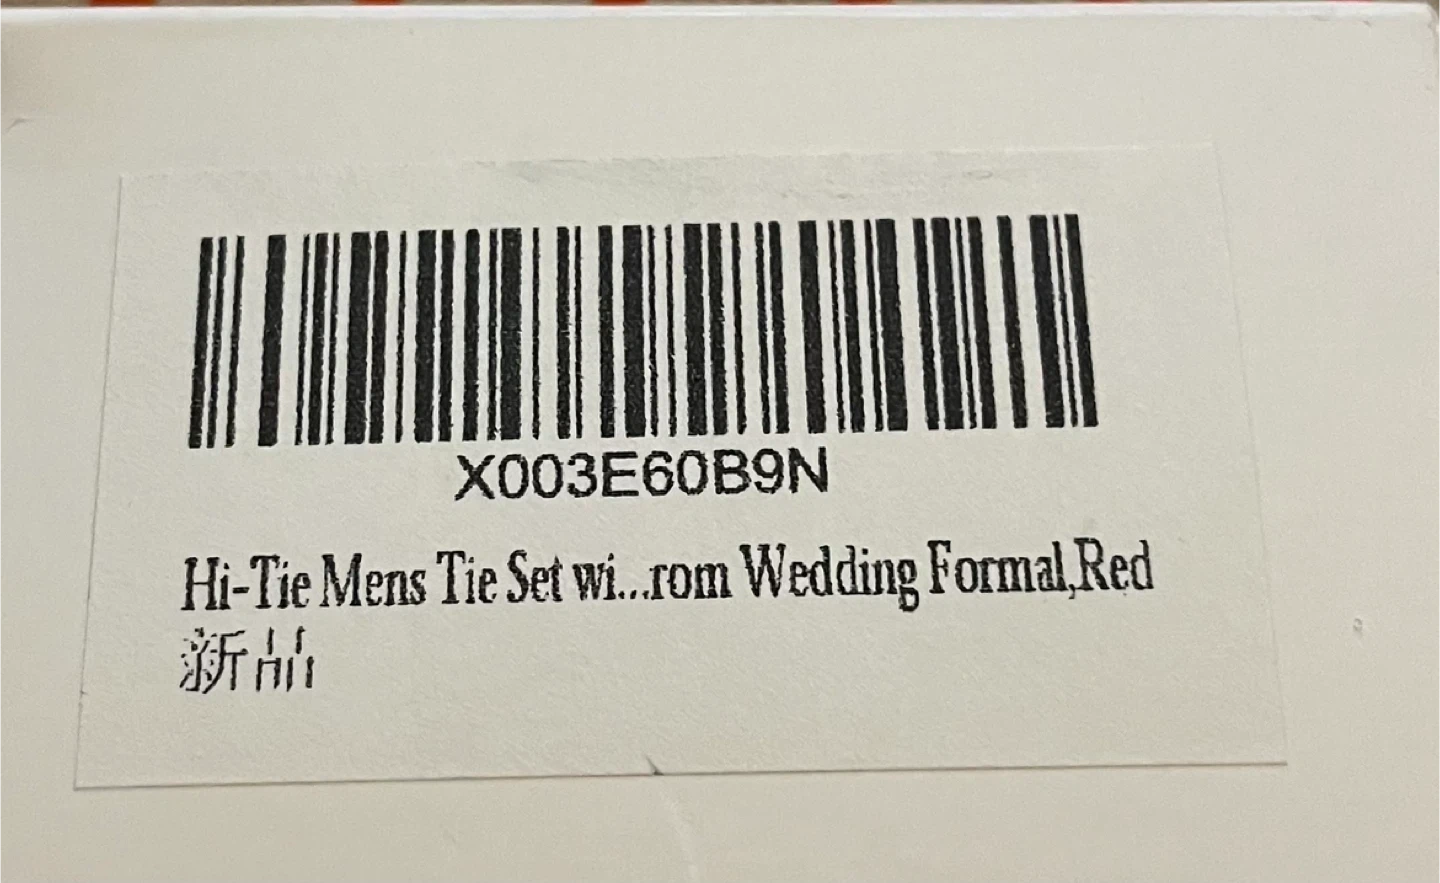 X003E60B9N
Hi-Tie Mens Tie Set wi...rom Wedding Formal,Red
新品